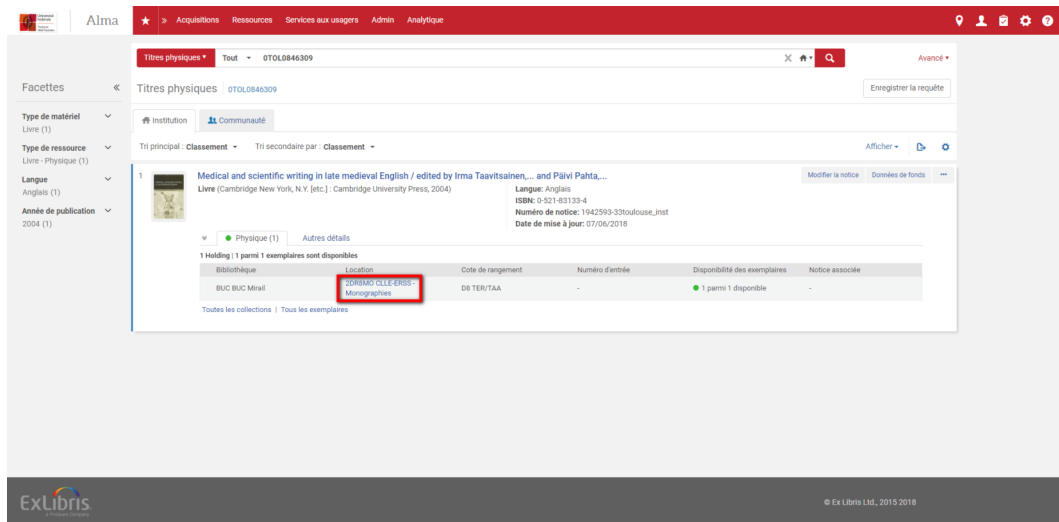 Alma
» Acquisitions Ressources Services aux usagers Admin Analytique
Titres physiques Tout 0TOL0846309
Avancé
Facettes «
Titres physiques 0TOL0846309
Enregistrer la requête
Type de matériel
Livre (1)
Institution Communauté
Type de ressource
Livre - Physique (1)
Tri principal : Classement Tri secondaire par : Classement
Afficher
Langue
Anglais (1)
Année de publication
2004 (1)
1 Medical and scientific writing in late medieval English / edited by Irma Taavitsainen,... and Päivi Pahta,...
Modifier la notice Données de fonds ...
Livre (Cambridge New York, N.Y. [etc.] : Cambridge University Press, 2004)
Langue: Anglais
ISBN: 0-521-83133-4
Numéro de notice: 1942593-33toulouse_inst
Date de mise à jour: 07/06/2018
Physique (1) Autres détails
1 Holding | 1 parmi 1 exemplaires sont disponibles
Bibliothèque Location Cote de rangement Numéro d'entrée Disponibilité des exemplaires Notice associée
BUC BUC Mirail 2DR8MO CLLE-ERSS - D8 TER/TAA - 1 parmi 1 disponible -
Monographies
Toutes les collections | Tous les exemplaires
ExLibris
© Ex Libris Ltd., 2015 2018